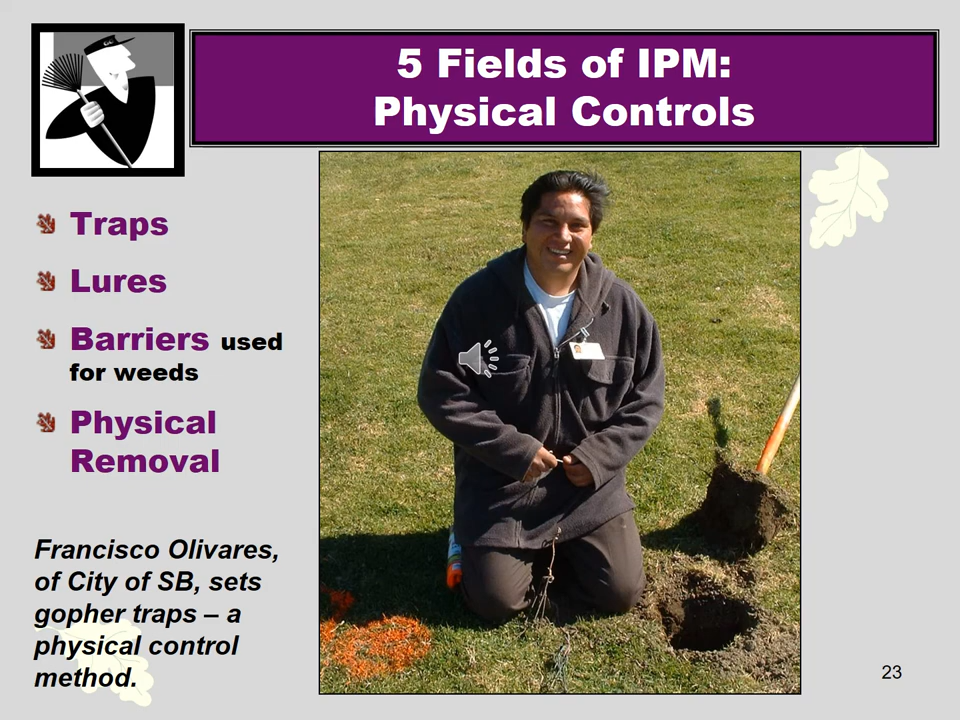 5 Fields of IPM:
Physical Controls
Traps
Lures
Barriers used
for weeds
Physical
Removal
Francisco Olivares,
of City of SB, sets
gopher traps – a
physical control
method.
23